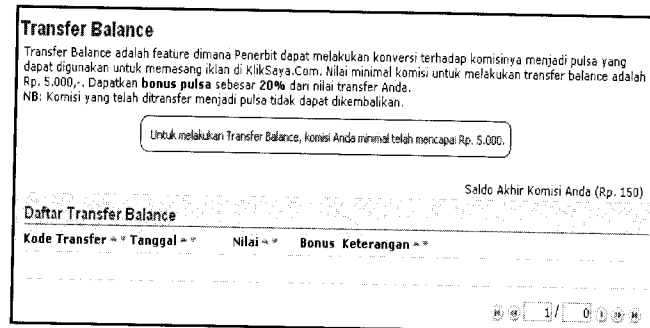 Transfer Balance
Transfer Balance adalah feature dimana Penerbit dapat melakukan konversi terhadap komisinya menjadi pulsa yang
dapat digunakan untuk memasang iklan di KlikSaya.Com. Nilai minimal komisi untuk melakukan transfer balance adalah
Rp. 5.000,-. Dapatkan bonus pulsa sebesar 20% dari nilai transfer Anda.
NB: Komisi yang telah ditransfer menjadi pulsa tidak dapat dikembalikan.
Untuk melakukan Transfer Balance, komisi Anda minimal telah mencapai Rp. 5.000.
Saldo Akhir Komisi Anda (Rp. 150)
Daftar Transfer Balance
Kode Transfer Tanggal Nilai Bonus Keterangan
1 / 0